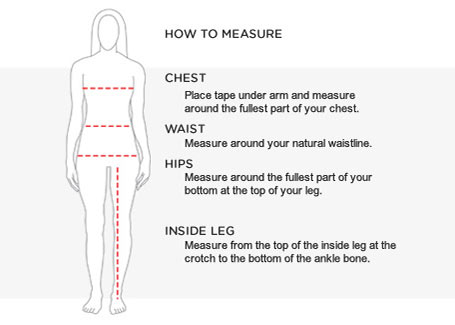 HOW TO MEASURE
CHEST
Place tape under arm and measure
around the fullest part of your chest.
WAIST
Measure around your natural waistline.
HIPS
Measure around the fullest part of your
bottom at the top of your leg.
INSIDE LEG
Measure from the top of the inside leg at the
crotch to the bottom of the ankle bone.